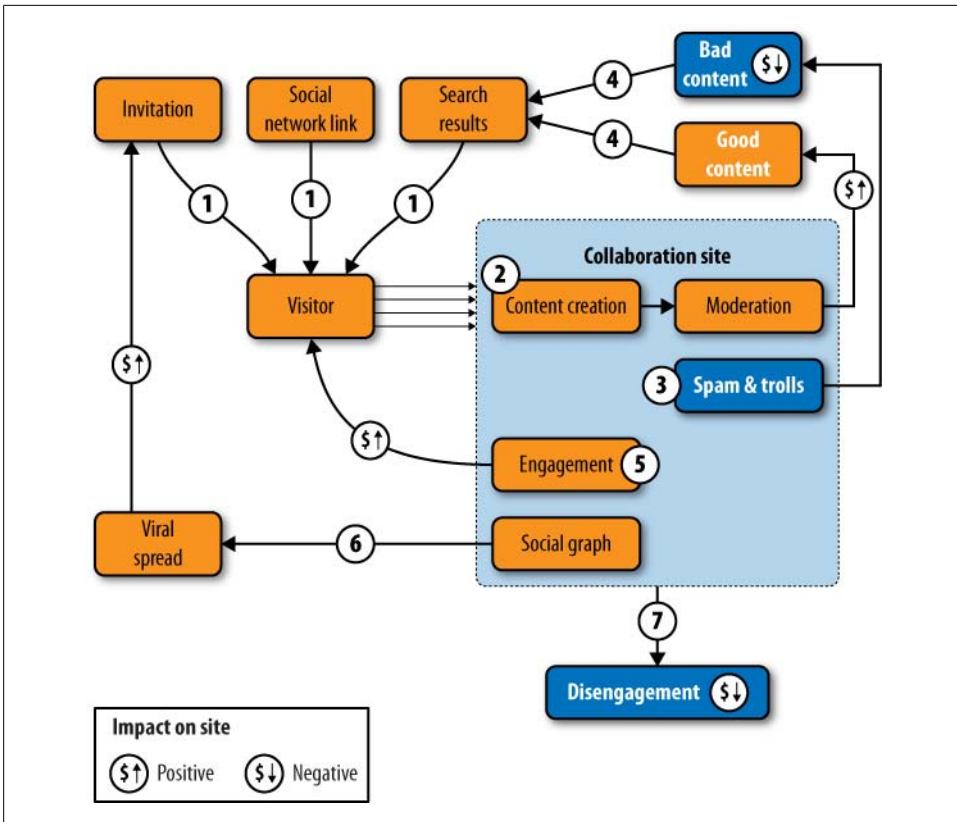 Bad
content
$↓
4
Invitation
Social
network link
Search
results
4
Good
content
$↑
1
1
1
Collaboration site
2
Visitor
Content creation
Moderation
$↑
3
Spam & trolls
$↑
Engagement
5
Viral
spread
6
Social graph
7
Disengagement
$↓
Impact on site
$↑ Positive
$↓ Negative